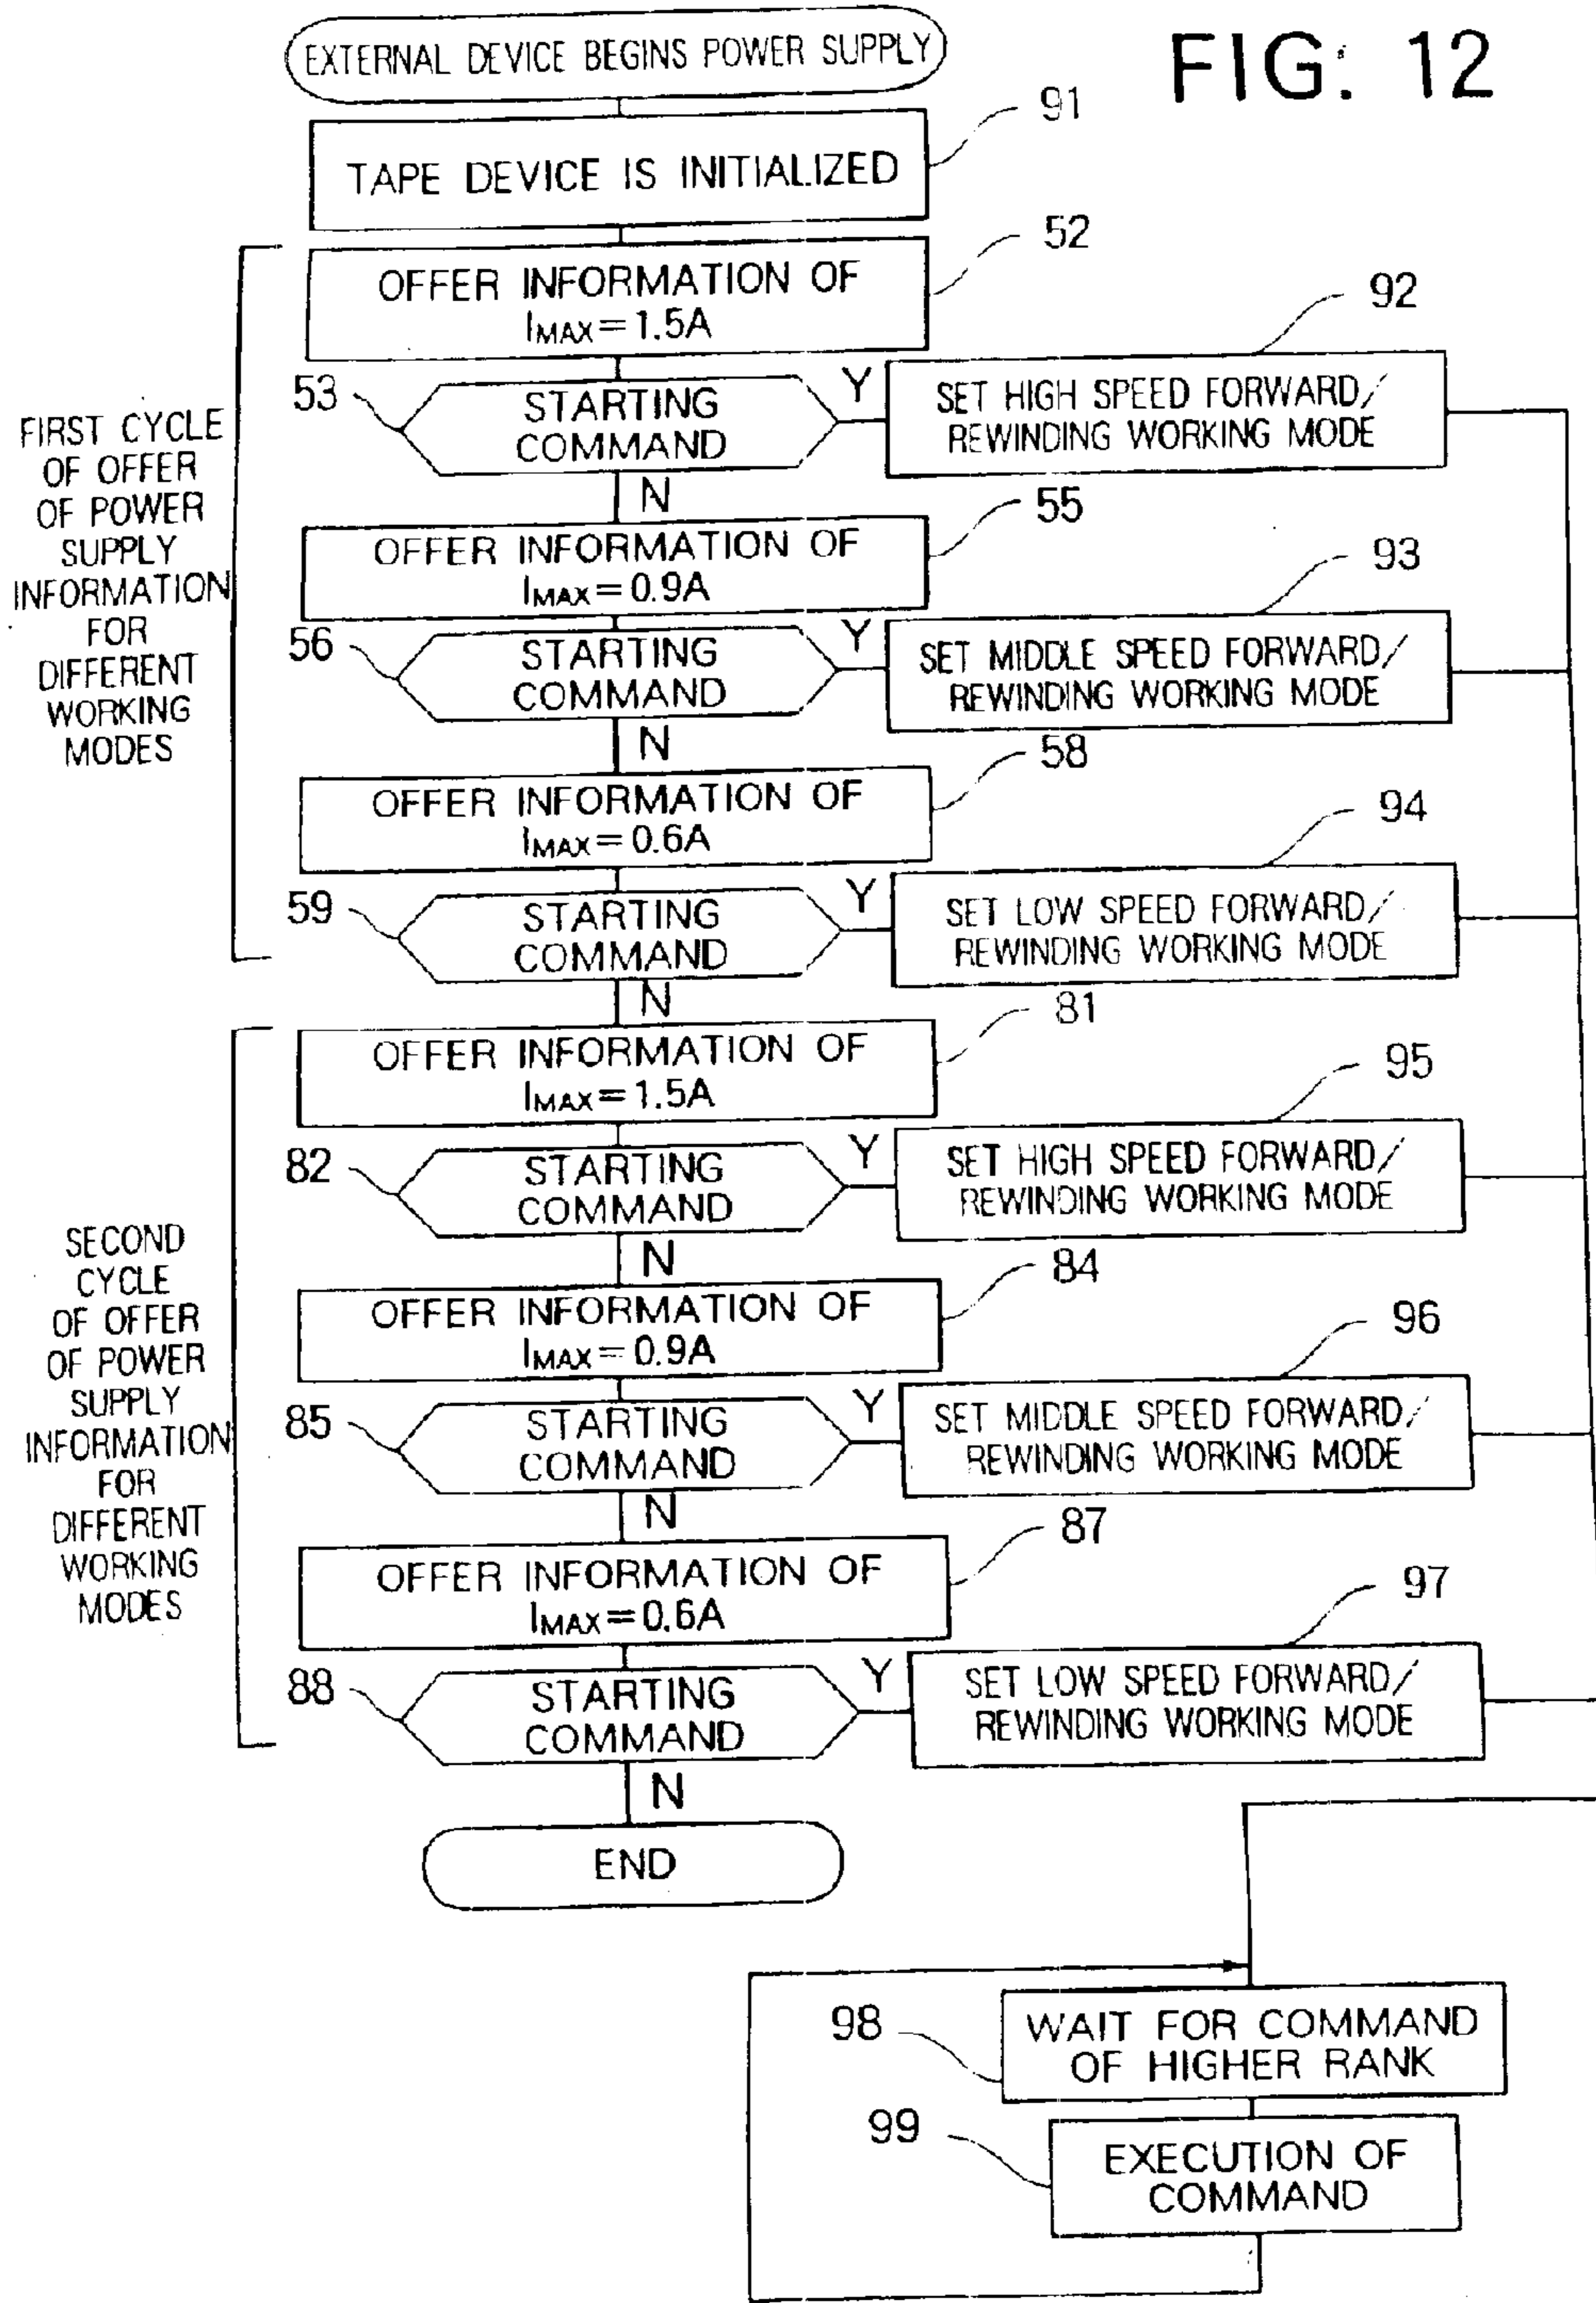 FIG. 12
EXTERNAL DEVICE BEGINS POWER SUPPLY
91
TAPE DEVICE IS INITIALIZED
52
OFFER INFORMATION OF
IMAX=1.5A
92
53
STARTING
COMMAND
Y
SET HIGH SPEED FORWARD/
REWINDING WORKING MODE
N
FIRST CYCLE
OF OFFER
OF POWER
SUPPLY
INFORMATION
FOR
DIFFERENT
WORKING
MODES
55
OFFER INFORMATION OF
IMAX=0.9A
93
56
STARTING
COMMAND
Y
SET MIDDLE SPEED FORWARD/
REWINDING WORKING MODE
N
58
OFFER INFORMATION OF
IMAX=0.6A
94
59
STARTING
COMMAND
Y
SET LOW SPEED FORWARD/
REWINDING WORKING MODE
N
81
OFFER INFORMATION OF
IMAX=1.5A
95
82
STARTING
COMMAND
Y
SET HIGH SPEED FORWARD/
REWINDING WORKING MODE
N
SECOND
CYCLE
OF OFFER
OF POWER
SUPPLY
INFORMATION
FOR
DIFFERENT
WORKING
MODES
84
OFFER INFORMATION OF
IMAX=0.9A
96
85
STARTING
COMMAND
Y
SET MIDDLE SPEED FORWARD/
REWINDING WORKING MODE
N
87
OFFER INFORMATION OF
IMAX=0.6A
97
88
STARTING
COMMAND
Y
SET LOW SPEED FORWARD/
REWINDING WORKING MODE
N
END
98
WAIT FOR COMMAND
OF HIGHER RANK
99
EXECUTION OF
COMMAND